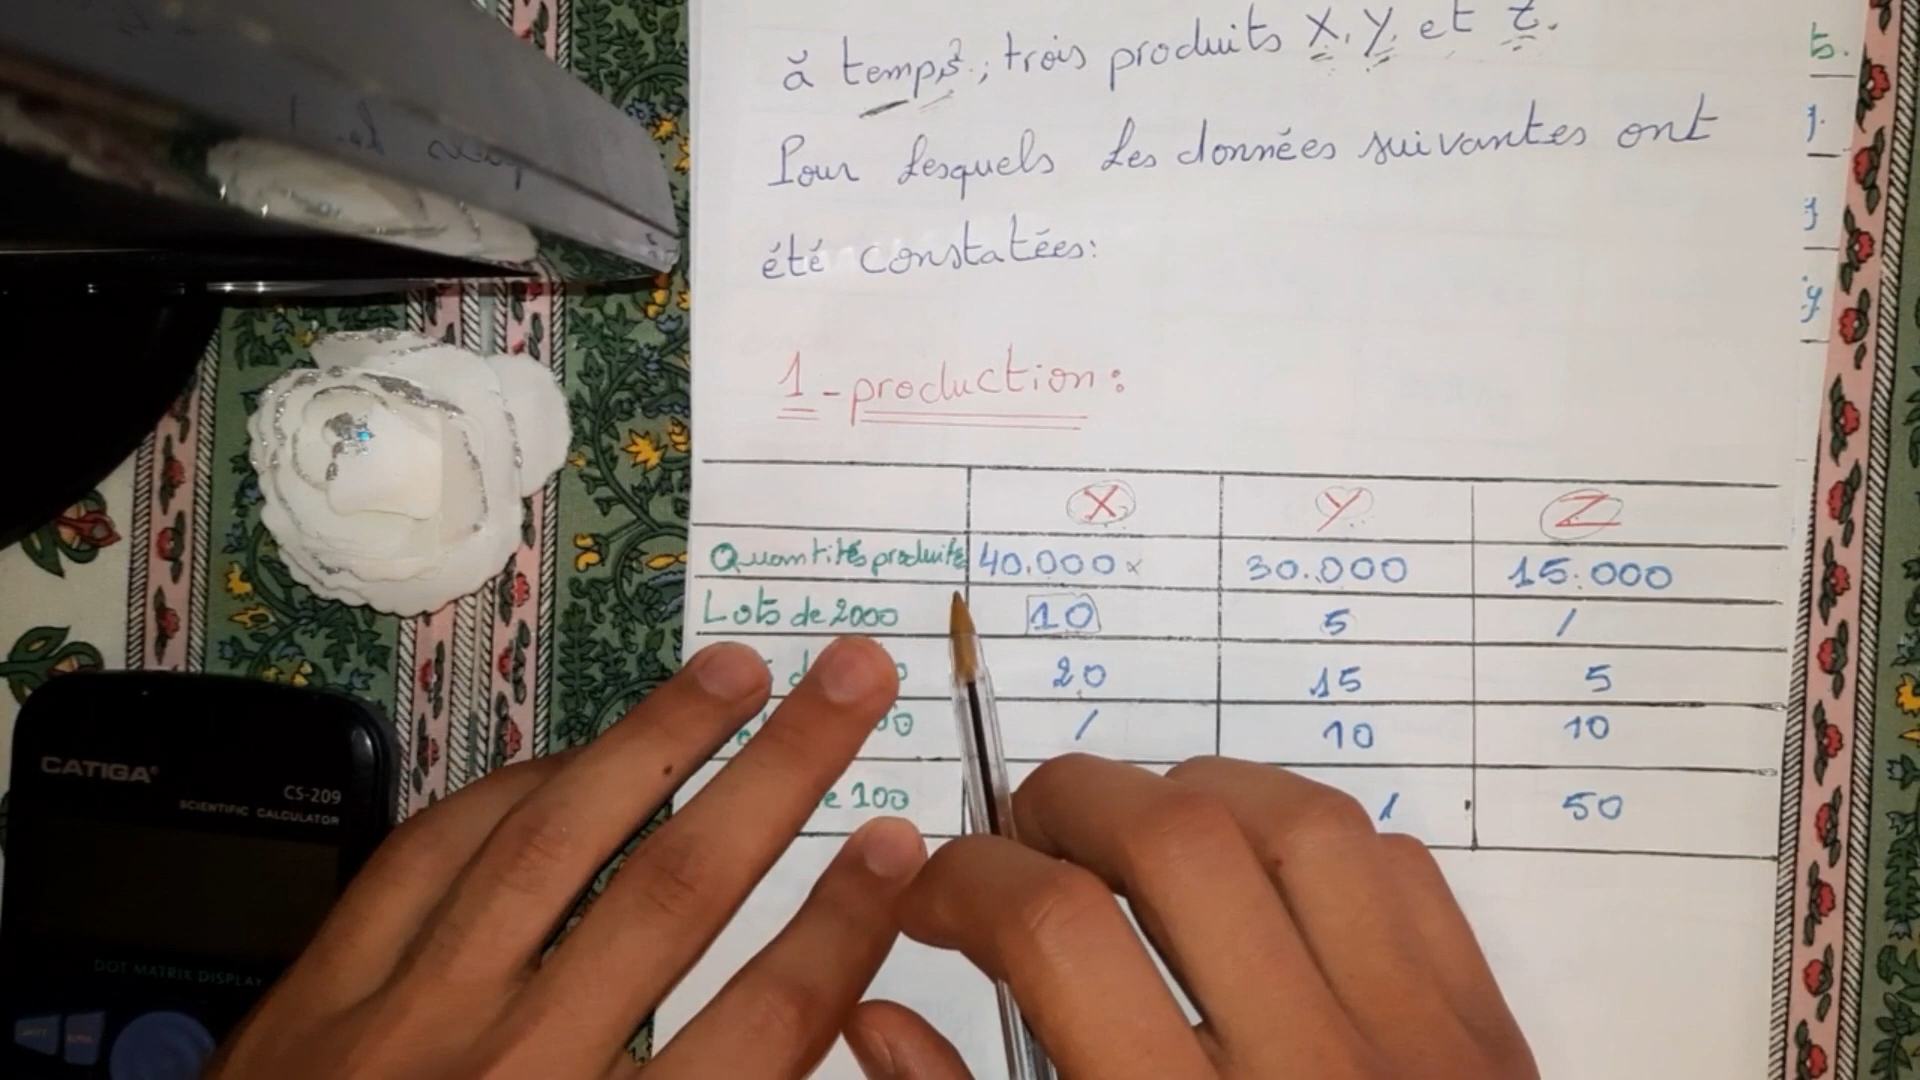 à temps ; trois produits X, Y, et Z.
Pour lesquels les données suivantes ont
été constatées:
1 - production:
X Y Z
Quantités produites 40.000 x 30.000 15.000
Lots de 2000 10 5 /
20 15 5
/ 10 10
e 100 1 50
CATIGA
CS-209
SCIENTIFIC CALCULATOR
DOT MATRIX DISPLAY